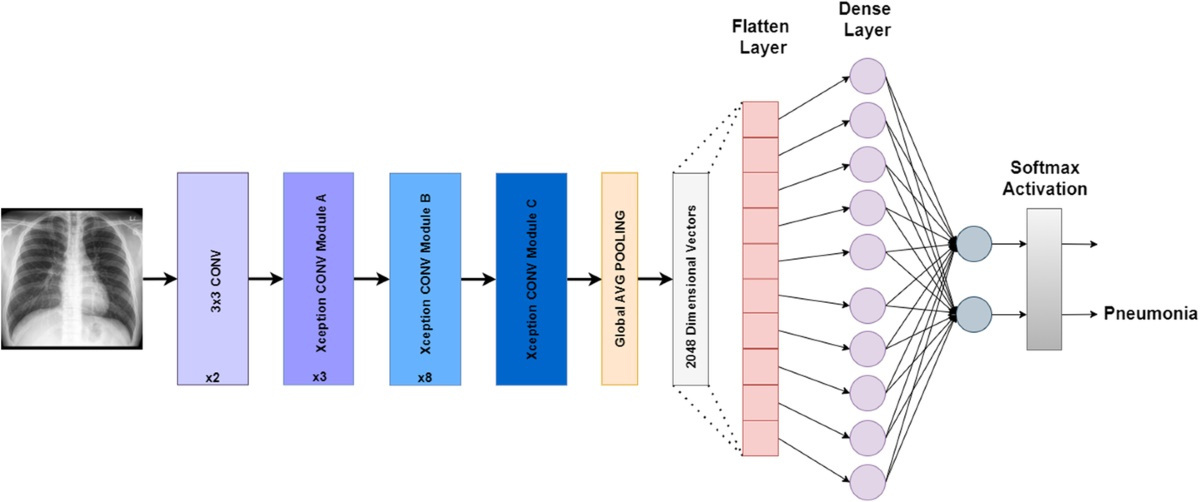 3x3 CONV
x2
Xception CONV Module A
x3
Xception CONV Module B
x8
Xception CONV Module C
Global AVG POOLING
2048 Dimensional Vectors
Flatten
Layer
Dense
Layer
Softmax
Activation
Pneumonia